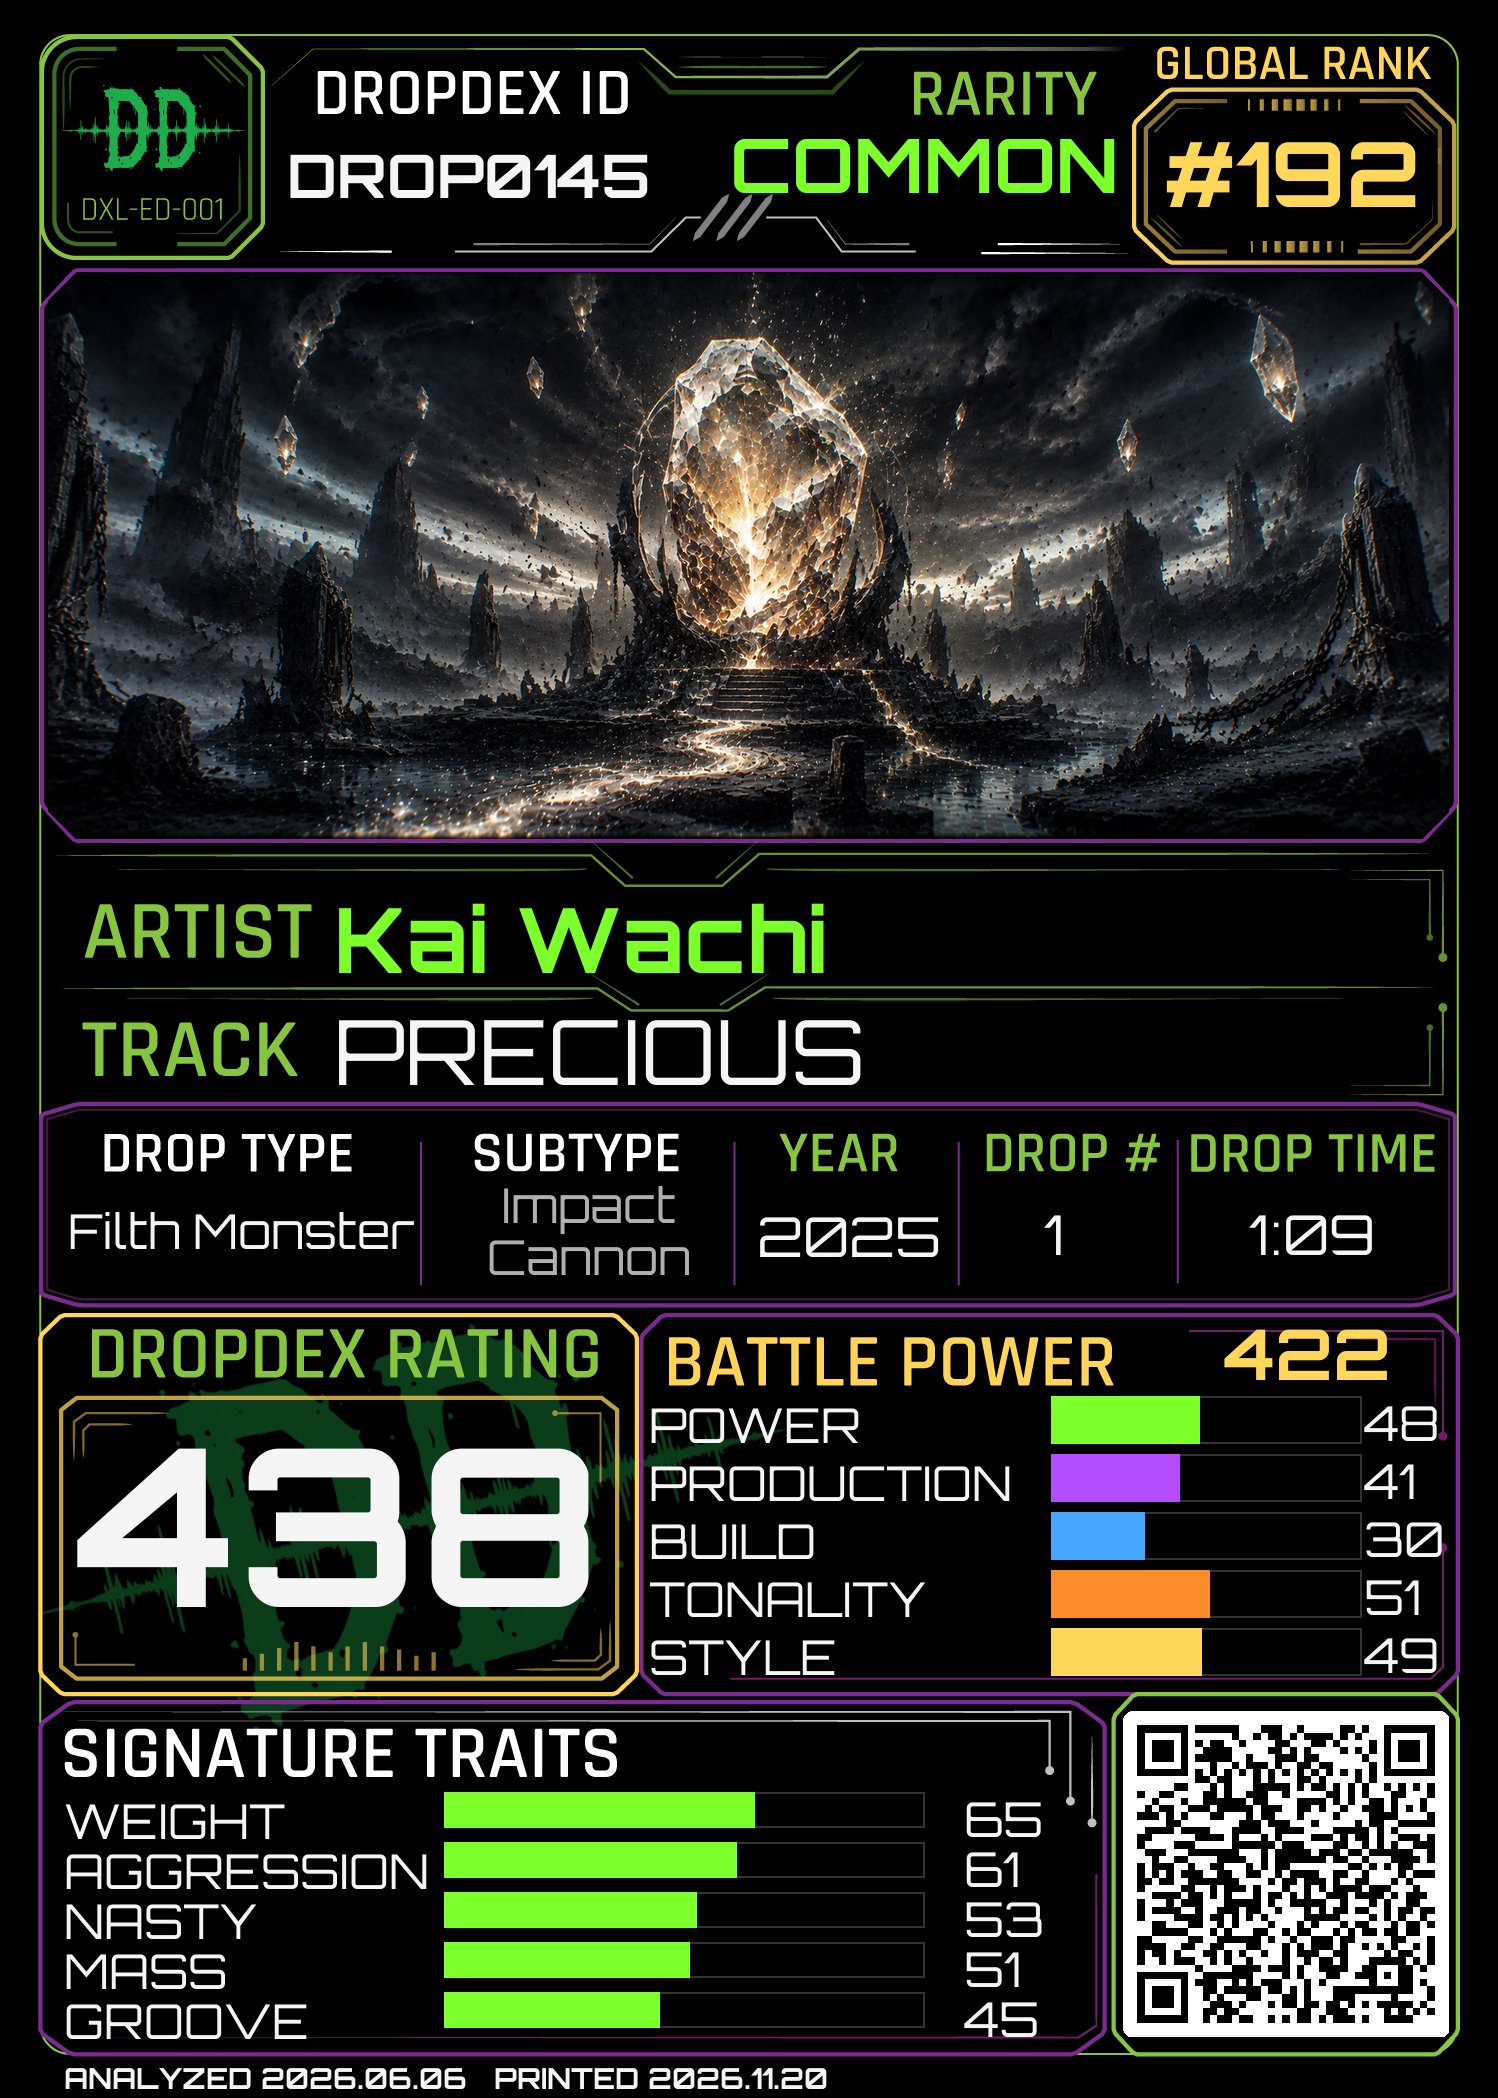 DD
DXL-ED-001
DROPDEX ID
DROP0145
RARITY
COMMON
GLOBAL RANK
#192
ARTIST Kai Wachi
TRACK PRECIOUS
DROP TYPE
Filth Monster
SUBTYPE
Impact
Cannon
YEAR
2025
DROP #
1
DROP TIME
1:09
DROPDEX RATING
438
BATTLE POWER 422
POWER 48
PRODUCTION 41
BUILD 30
TONALITY 51
STYLE 49
SIGNATURE TRAITS
WEIGHT 65
AGGRESSION 61
NASTY 53
MASS 51
GROOVE 45
ANALYZED 2026.06.06 PRINTED 2026.11.20